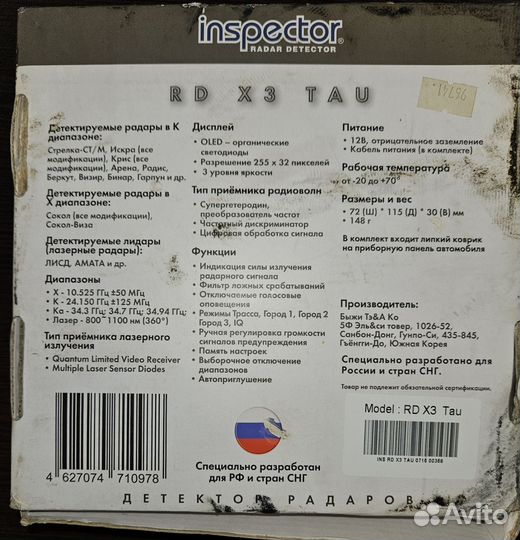 inspector®
RADAR DETECTOR
RD X3 TAU
Детектируемые радары в К
диапазоне:
Стрелка-СТ/М, Искра (все
модификации), Крис (все
модификации), Арена, Радис,
Беркут, Визир, Бинар, Гарпун и др.
Детектируемые радары в
Х диапазоне:
Сокол (все модификации),
Сокол-Виза
Детектируемые лидары
(лазерные радары):
ЛИСД, АМАТА и др.
Диапазоны
• X - 10.525 ГГц ±50 МГц
• K - 24.150 ГГц ±125 МГц
• Ka - 34.3 ГГц; 34.7 ГГц; 34.94 ГГц;
• Лазер - 800~1100 нм (360°)
Тип приёмника лазерного
излучения
• Quantum Limited Video Receiver
• Multiple Laser Sensor Diodes
4 627074 710978
Дисплей
• OLED – органические
светодиоды
• Разрешение 255 x 32 пикселей
• 3 уровня яркости
Тип приёмника радиоволн
• Супергетеродин,
преобразователь частот
• Частотный дискриминатор
• Цифровая обработка сигнала
Функции
• Индикация силы излучения
радарного сигнала
• Фильтр ложных срабатываний
• Отключаемые голосовые
оповещения
• Режимы Трасса, Город 1, Город 2
Город 3, IQ
• Ручная регулировка громкости
сигналов предупреждения
• Память настроек
• Выборочное отключение
диапазонов
• Автоприглушение
Специально разработан
для РФ и стран СНГ
Питание
• 12В, отрицательное заземление
• Кабель питания (в комплекте)
Рабочая температура
от -20 до +70°
Размеры и вес
• 72 (Ш) * 115 (Д) * 30 (В) мм
• 148 г
В комплект входит липкий коврик
на приборную панель автомобиля
Производитель:
Быжи Тэ&А Ко
5Ф Эль&си товер, 1026-52,
Санбон-Донг, Гунпо-Си, 435-845,
Гьёнгги-До, Южная Корея
Специально разработано для
России и стран СНГ.
Товар не подлежит обязательной сертификации.
Model : RD X3 Tau
INS RD X3 TAU 0716 00388
ДЕТЕКТОР РАДАРОВ
Avito